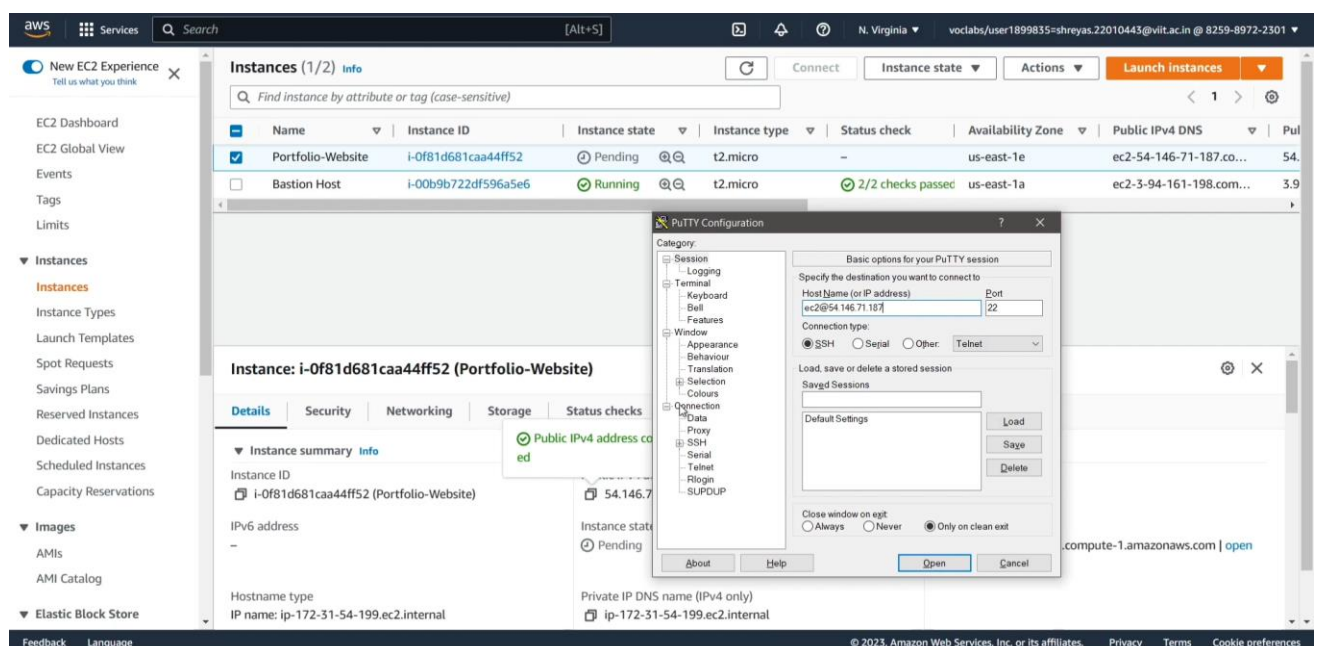 aws Services Search [Alt+S] N. Virginia voclabs/user1899835=shreyas.22010443@viit.ac.in @ 8259-8972-2301
New EC2 Experience
Tell us what you think
EC2 Dashboard
EC2 Global View
Events
Tags
Limits
Instances
Instances
Instance Types
Launch Templates
Spot Requests
Savings Plans
Reserved Instances
Dedicated Hosts
Scheduled Instances
Capacity Reservations
Images
AMIs
AMI Catalog
Elastic Block Store
Instances (1/2) Info Connect Instance state Actions Launch instances
Find instance by attribute or tag (case-sensitive) 1
Name Instance ID Instance state Instance type Status check Availability Zone Public IPv4 DNS Pul
Portfolio-Website i-0f81d681caa44ff52 Pending t2.micro – us-east-1e ec2-54-146-71-187.co... 54.
Bastion Host i-00b9b722df596a5e6 Running t2.micro 2/2 checks passed us-east-1a ec2-3-94-161-198.com... 3.9
Instance: i-0f81d681caa44ff52 (Portfolio-Website)
Details Security Networking Storage Status checks
Instance summary Info
Public IPv4 address co
ed
Instance ID
i-0f81d681caa44ff52 (Portfolio-Website) 54.146.7
IPv6 address Instance state
– Pending .compute-1.amazonaws.com | open
Hostname type Private IP DNS name (IPv4 only)
IP name: ip-172-31-54-199.ec2.internal ip-172-31-54-199.ec2.internal
PuTTY Configuration ? X
Category:
Session
Logging
Terminal
Keyboard
Bell
Features
Window
Appearance
Behaviour
Translation
Selection
Colours
Connection
Data
Proxy
SSH
Serial
Telnet
Rlogin
SUPDUP
Basic options for your PuTTY session
Specify the destination you want to connect to
Host Name (or IP address) Port
ec2@54.146.71.187 22
Connection type:
SSH Serial Other: Telnet
Load, save or delete a stored session
Saved Sessions
Default Settings
Load
Save
Delete
Close window on exit:
Always Never Only on clean exit
About Help Open Cancel
Feedback Language © 2023, Amazon Web Services, Inc. or its affiliates. Privacy Terms Cookie preferences